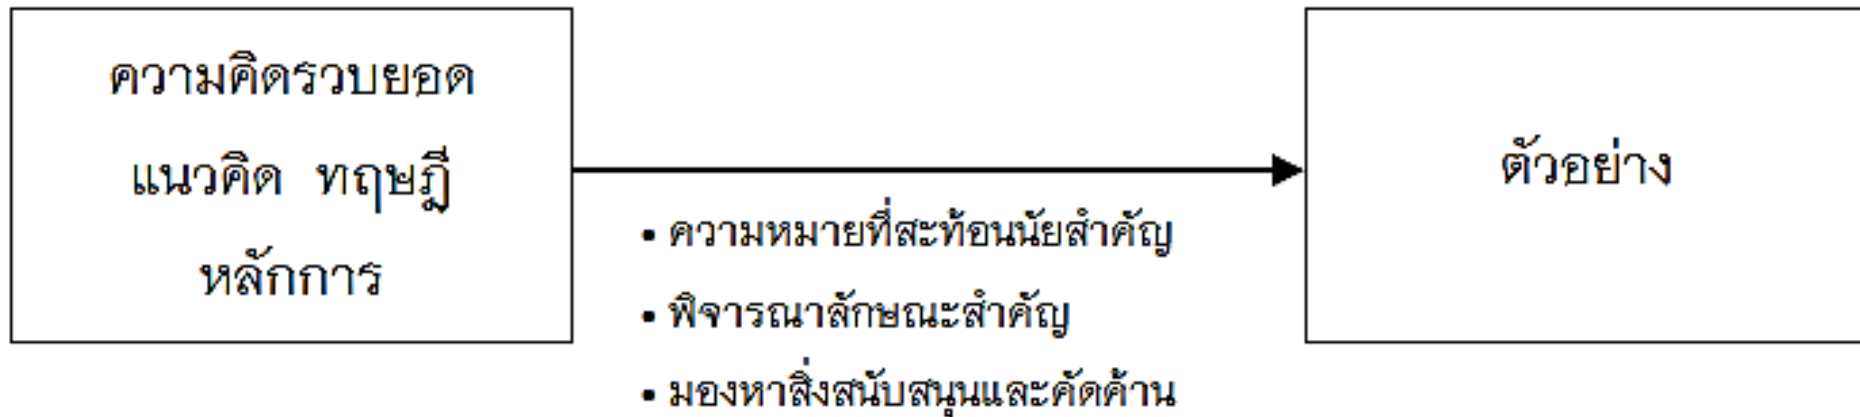 ความคิดรวบยอด
แนวคิด ทฤษฎี
หลักการ
• ความหมายที่สะท้อนนัยสำคัญ
• พิจารณาลักษณะสำคัญ
• มองหาสิ่งสนับสนุนและคัดค้าน
ตัวอย่าง